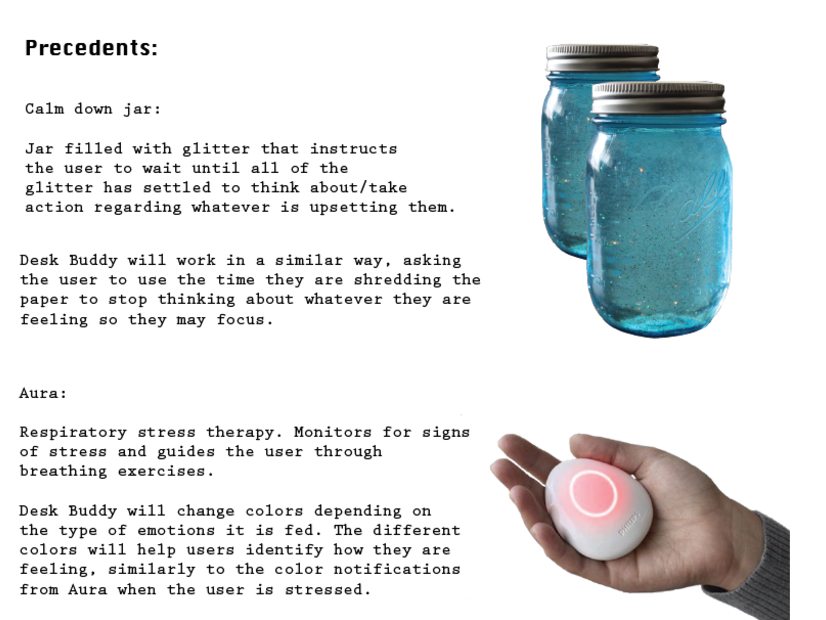 Precedents:
Calm down jar:
Jar filled with glitter that instructs
the user to wait until all of the
glitter has settled to think about/take
action regarding whatever is upsetting them.
Desk Buddy will work in a similar way, asking
the user to use the time they are shredding the
paper to stop thinking about whatever they are
feeling so they may focus.
Aura:
Respiratory stress therapy. Monitors for signs
of stress and guides the user through
breathing exercises.
Desk Buddy will change colors depending on
the type of emotions it is fed. The different
colors will help users identify how they are
feeling, similarly to the color notifications
from Aura when the user is stressed.